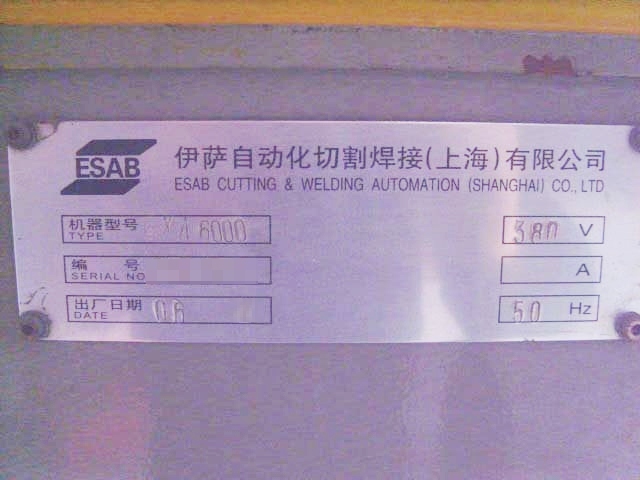 ESAB
伊萨自动化切割焊接(上海)有限公司
ESAB CUTTING & WELDING AUTOMATION (SHANGHAI) CO., LTD
机器型号 6000 380 V
TYPE
编 号 A
SERIAL NO
出厂日期 06 50 Hz
DATE